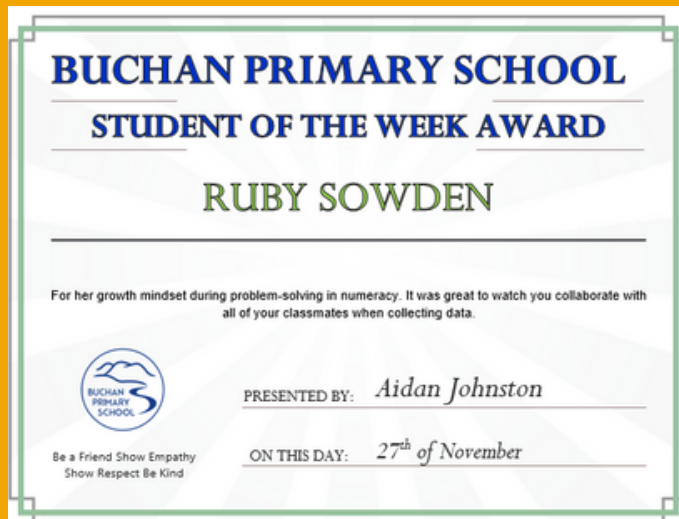 BUCHAN PRIMARY SCHOOL
STUDENT OF THE WEEK AWARD
RUBY SOWDEN
For her growth mindset during problem-solving in numeracy. It was great to watch you collaborate with
all of your classmates when collecting data.
BUCHAN
PRIMARY
SCHOOL
Be a Friend Show Empathy
Show Respect Be Kind
PRESENTED BY: Aidan Johnston
ON THIS DAY: 27th of November